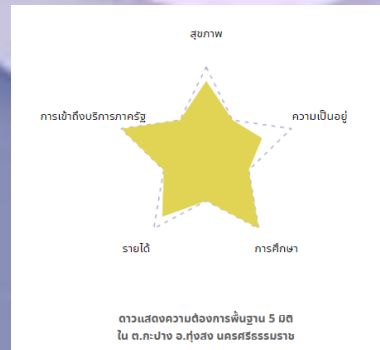 สุขภาพ
การเข้าถึงบริการภาครัฐ
ความเป็นอยู่
รายได้
การศึกษา
ดาวแสดงความต้องการพื้นฐาน 5 มิติ
ใน ต.กะปาง อ.ทุ่งสง นครศรีธรรมราช